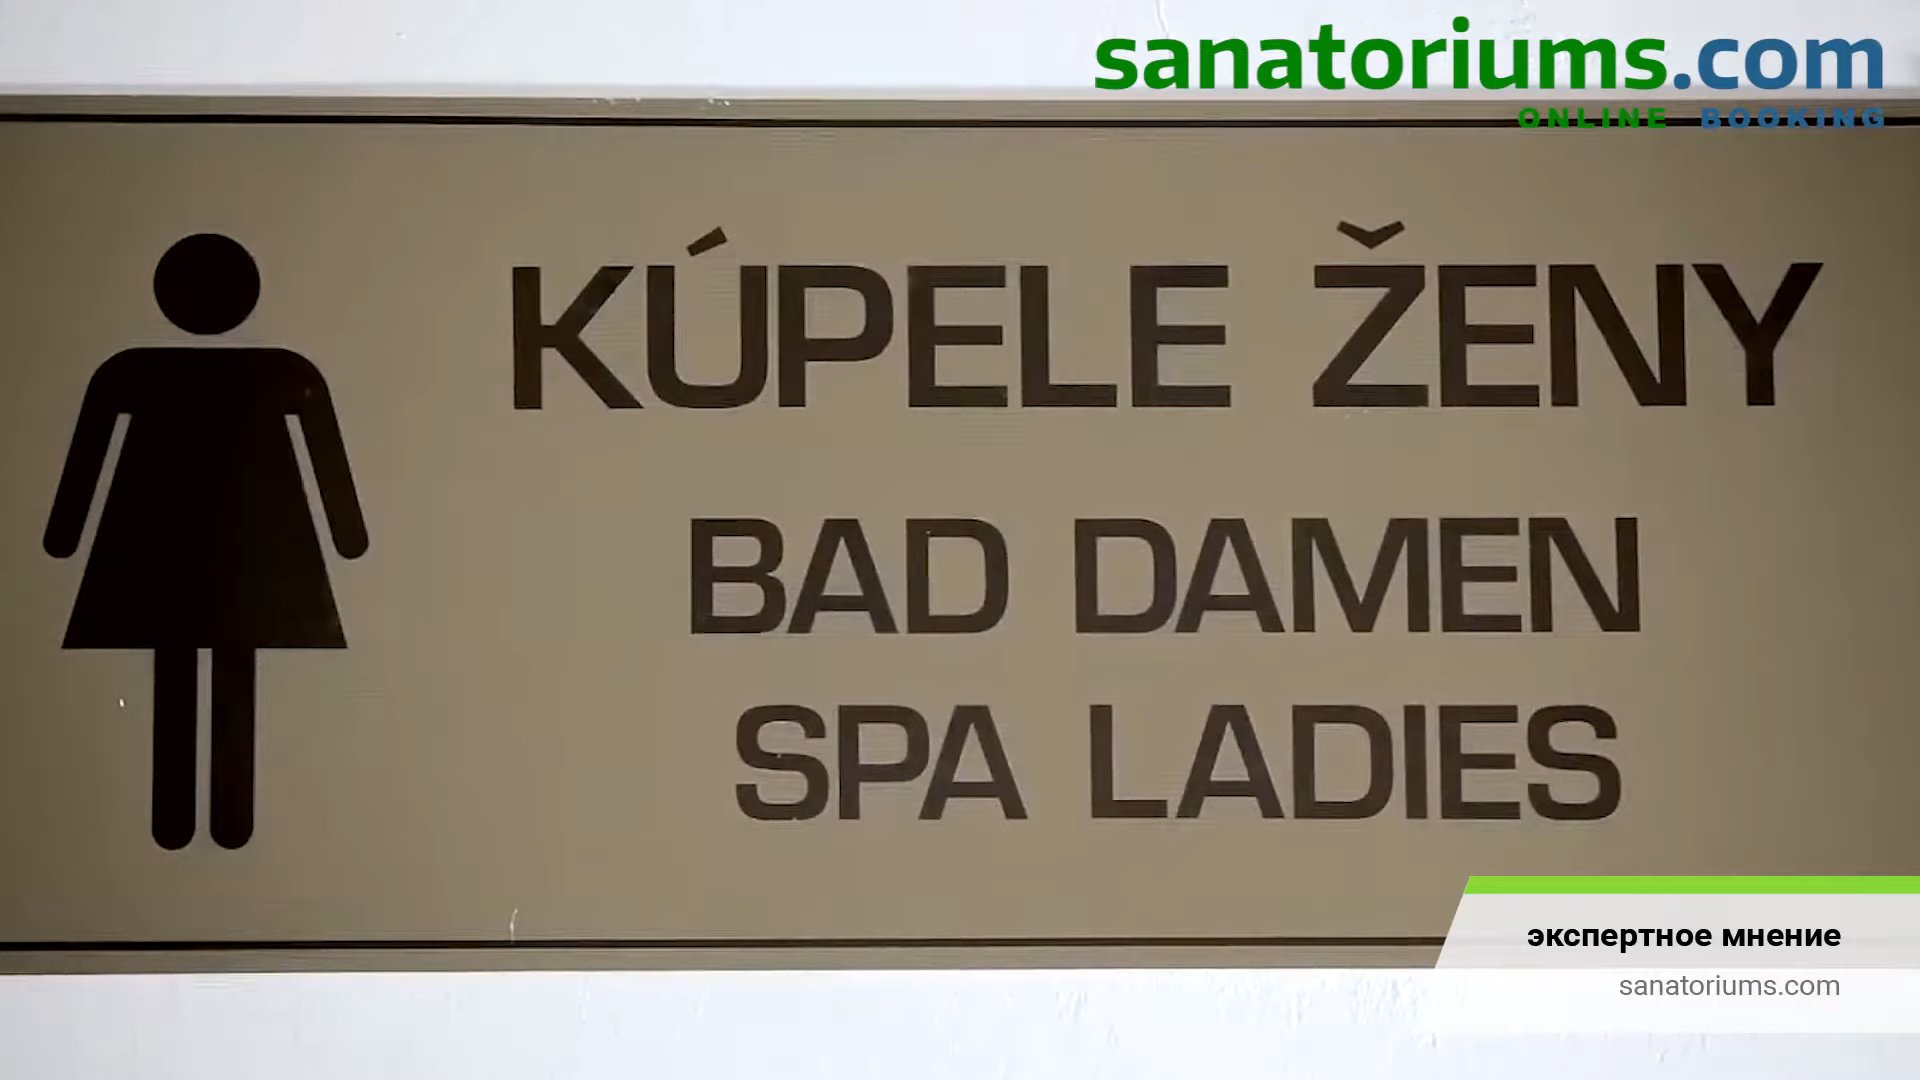 sanatoriums.com
ONLINE BOOKING
KÚPELE ŽENY
BAD DAMEN
SPA LADIES
экспертное мнение
sanatoriums.com